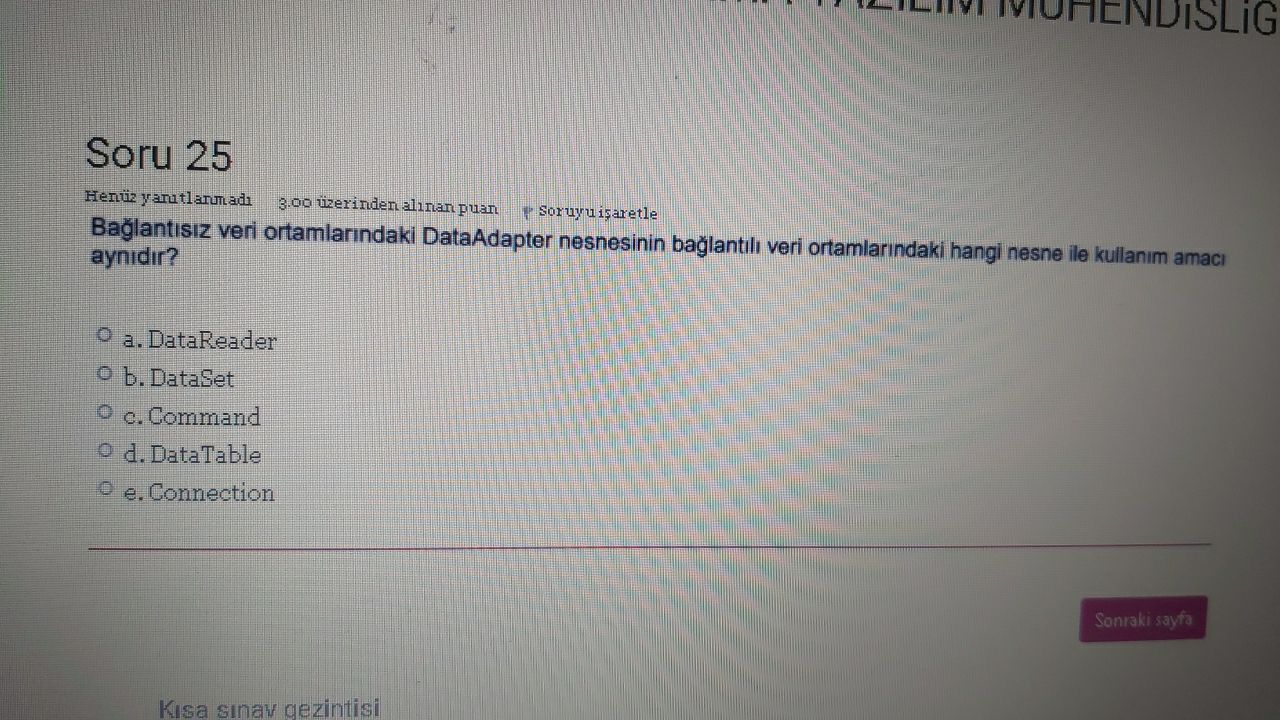 YAZILIM MÜHENDİSLİĞ
Soru 25
Henüz yanıtlanmadı 3,00 üzerinden alınan puan Soruyu işaretle
Bağlantısız veri ortamlarındaki DataAdapter nesnesinin bağlantılı veri ortamlarındaki hangi nesne ile kullanım amacı
aynıdır?
a. DataReader
b. DataSet
c. Command
d. DataTable
e. Connection
Sonraki sayfa
Kısa sınav gezintisi